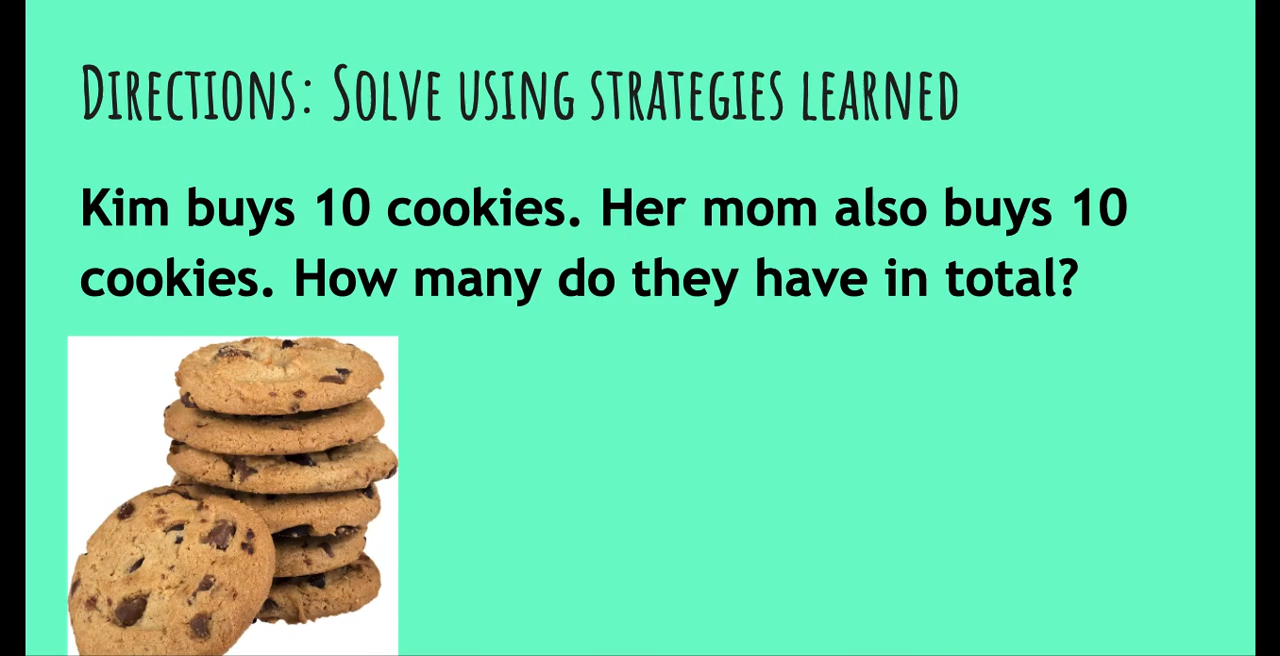 Directions: Solve using strategies learned
Kim buys 10 cookies. Her mom also buys 10
cookies. How many do they have in total?